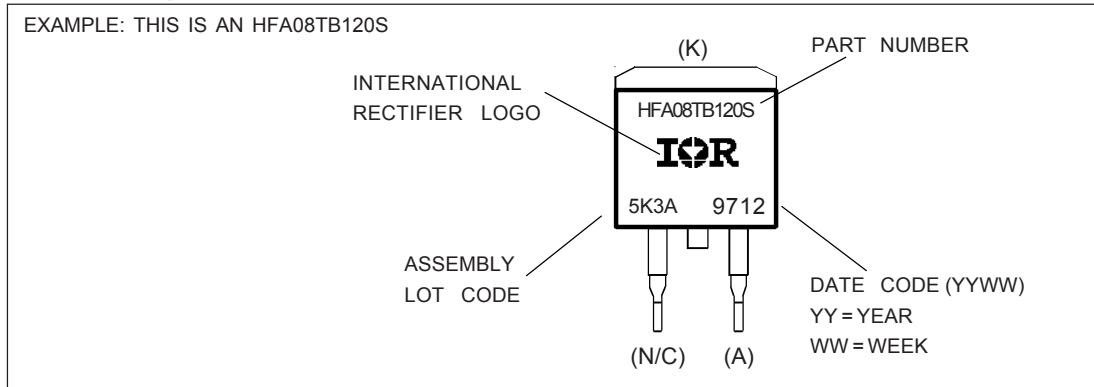 EXAMPLE: THIS IS AN HFA08TB120S
(K)
PART NUMBER
INTERNATIONAL
RECTIFIER LOGO
HFA08TB120S
IOR
5K3A 9712
ASSEMBLY
LOT CODE
DATE CODE (YYWW)
YY = YEAR
WW = WEEK
(N/C) (A)